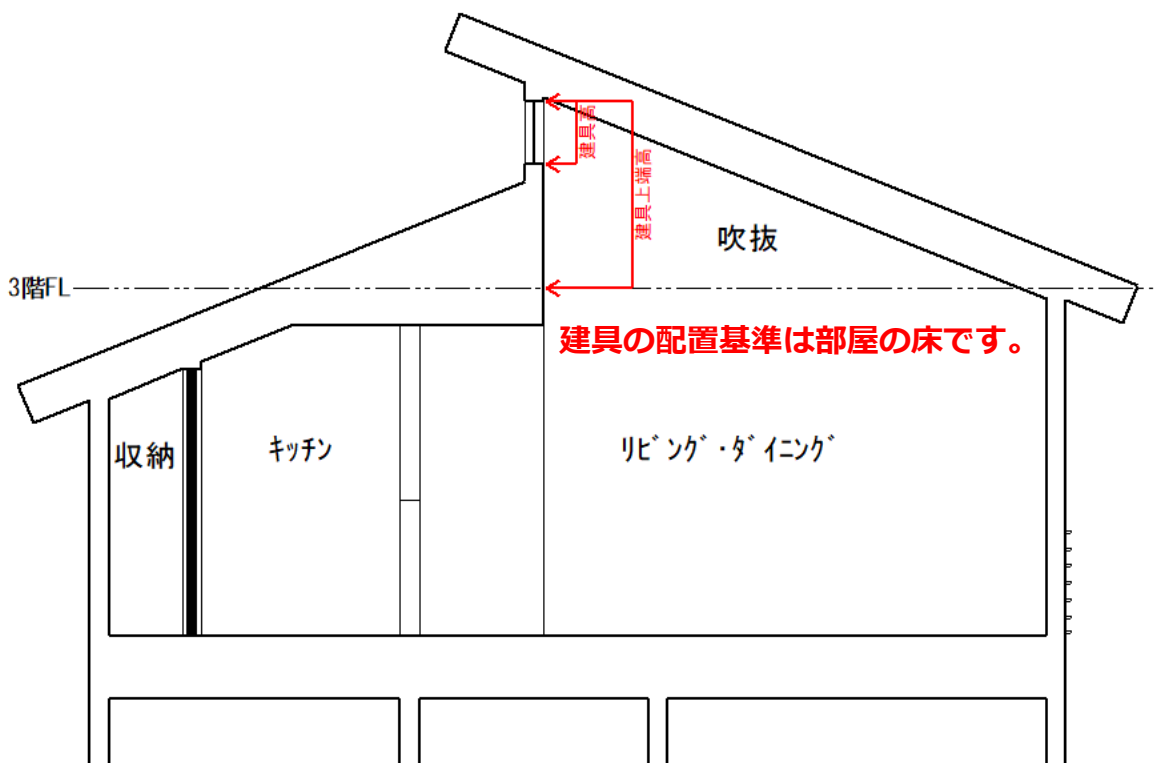 建具高
建具上端高
吹抜
3階FL
建具の配置基準は部屋の床です。
収納
ｷｯﾁﾝ
ﾘﾋﾞﾝｸﾞ・ﾀﾞｲﾆﾝｸﾞ